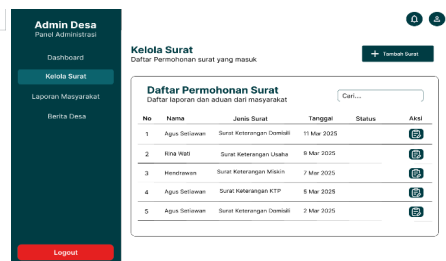 Admin Desa
Panel Administrasi
Dashboard
Kelola Surat
Laporan Masyarakat
Berita Desa
Logout
Kelola Surat
Daftar Permohonan surat yang masuk
+ Tambah Surat
Daftar Permohonan Surat
Daftar laporan dan aduan dari masyarakat
Cari...
No Nama Jenis Surat Tanggal Status Aksi
1 Agus Setiawan Surat Keterangan Domisili 11 Mar 2025
2 Rina Wati Surat Keterangan Usaha 9 Mar 2025
3 Hendrawan Surat Keterangan Miskin 7 Mar 2025
4 Agus Setiawan Surat Keterangan KTP 5 Mar 2025
5 Agus Setiawan Surat Keterangan Domisili 2 Mar 2025